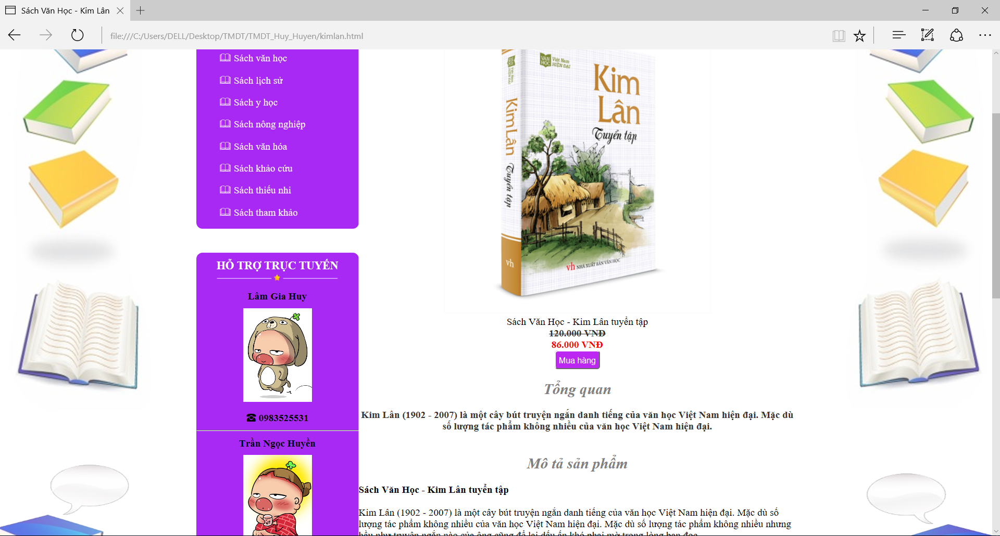 Sách Văn Học - Kim Lân
file:///C:/Users/DELL/Desktop/TMDT/TMDT_Huy_Huyen/kimlan.html
Sách văn học
Sách lịch sử
Sách y học
Sách nông nghiệp
Sách văn hóa
Sách khảo cứu
Sách thiếu nhi
Sách tham khảo
HỖ TRỢ TRỰC TUYẾN
Lâm Gia Huy
0983525531
Trần Ngọc Huyền
VĂN HỌC
Việt Nam
HIỆN ĐẠI
Kim
Lân
Tuyển tập
Kim Lân
Tuyển tập
vh
vh NHÀ XUẤT BẢN VĂN HỌC
Sách Văn Học - Kim Lân tuyển tập
120.000 VNĐ
86.000 VNĐ
Mua hàng
Tổng quan
Kim Lân (1902 - 2007) là một cây bút truyện ngắn danh tiếng của văn học Việt Nam hiện đại. Mặc dù
số lượng tác phẩm không nhiều của văn học Việt Nam hiện đại.
Mô tả sản phẩm
Sách Văn Học - Kim Lân tuyển tập
Kim Lân (1902 - 2007) là một cây bút truyện ngắn danh tiếng của văn học Việt Nam hiện đại. Mặc dù số
lượng tác phẩm không nhiều của văn học Việt Nam hiện đại. Mặc dù số lượng tác phẩm không nhiều nhưng
hầu như truyện ngắn nào của ông cũng để lại dấu ấn khó phai mờ trong lòng bạn đọc